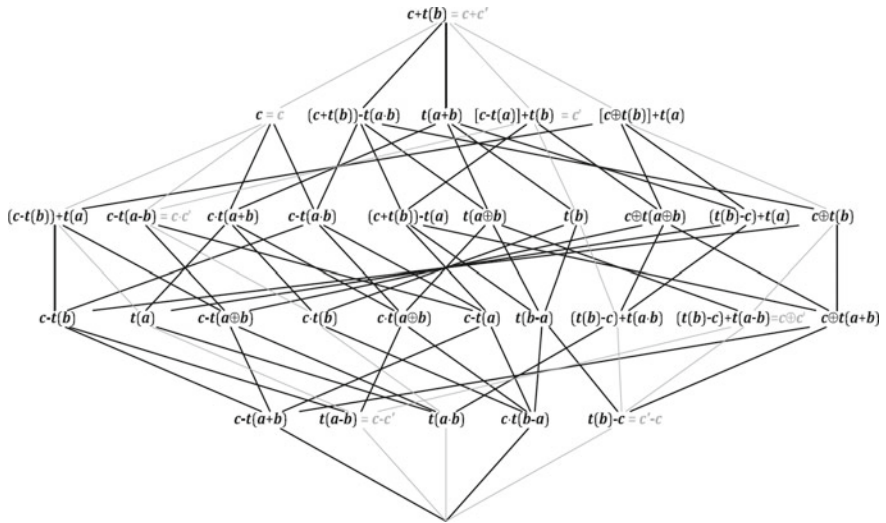 c+t(b) = c+c'
c = c (c+t(b))-t(a·b) t(a+b) [c-t(a)]+t(b) = c' [c⊕t(b)]+t(a)
(c-t(b))+t(a) c-t(a-b) = c·c' c·t(a+b) c-t(a·b) (c+t(b))-t(a) t(a⊕b) t(b) c⊕t(a⊕b) (t(b)-c)+t(a) c⊕t(b)
c-t(b) t(a) c-t(a⊕b) c·t(b) c·t(a⊕b) c-t(a) t(b-a) (t(b)-c)+t(a·b) (t(b)-c)+t(a-b)=c⊕c' c⊕t(a+b)
c-t(a+b) t(a-b) = c-c' t(a·b) c·t(b-a) t(b)-c = c'-c